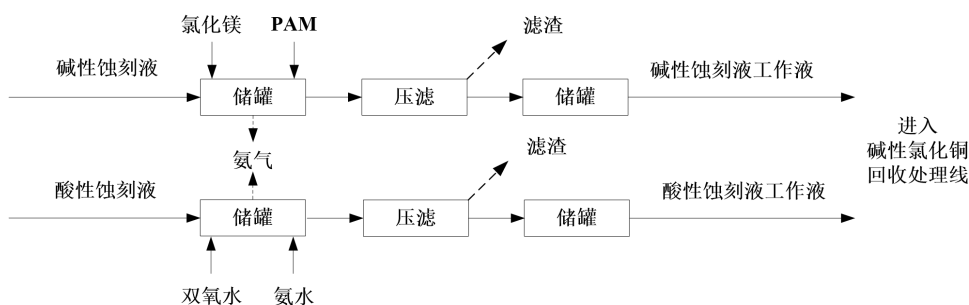 氯化镁
PAM
滤渣
碱性蚀刻液
储罐
压滤
储罐
碱性蚀刻液工作液
氨气
滤渣
进入
碱性氯化铜
回收处理线
酸性蚀刻液
储罐
压滤
储罐
酸性蚀刻液工作液
双氧水
氨水